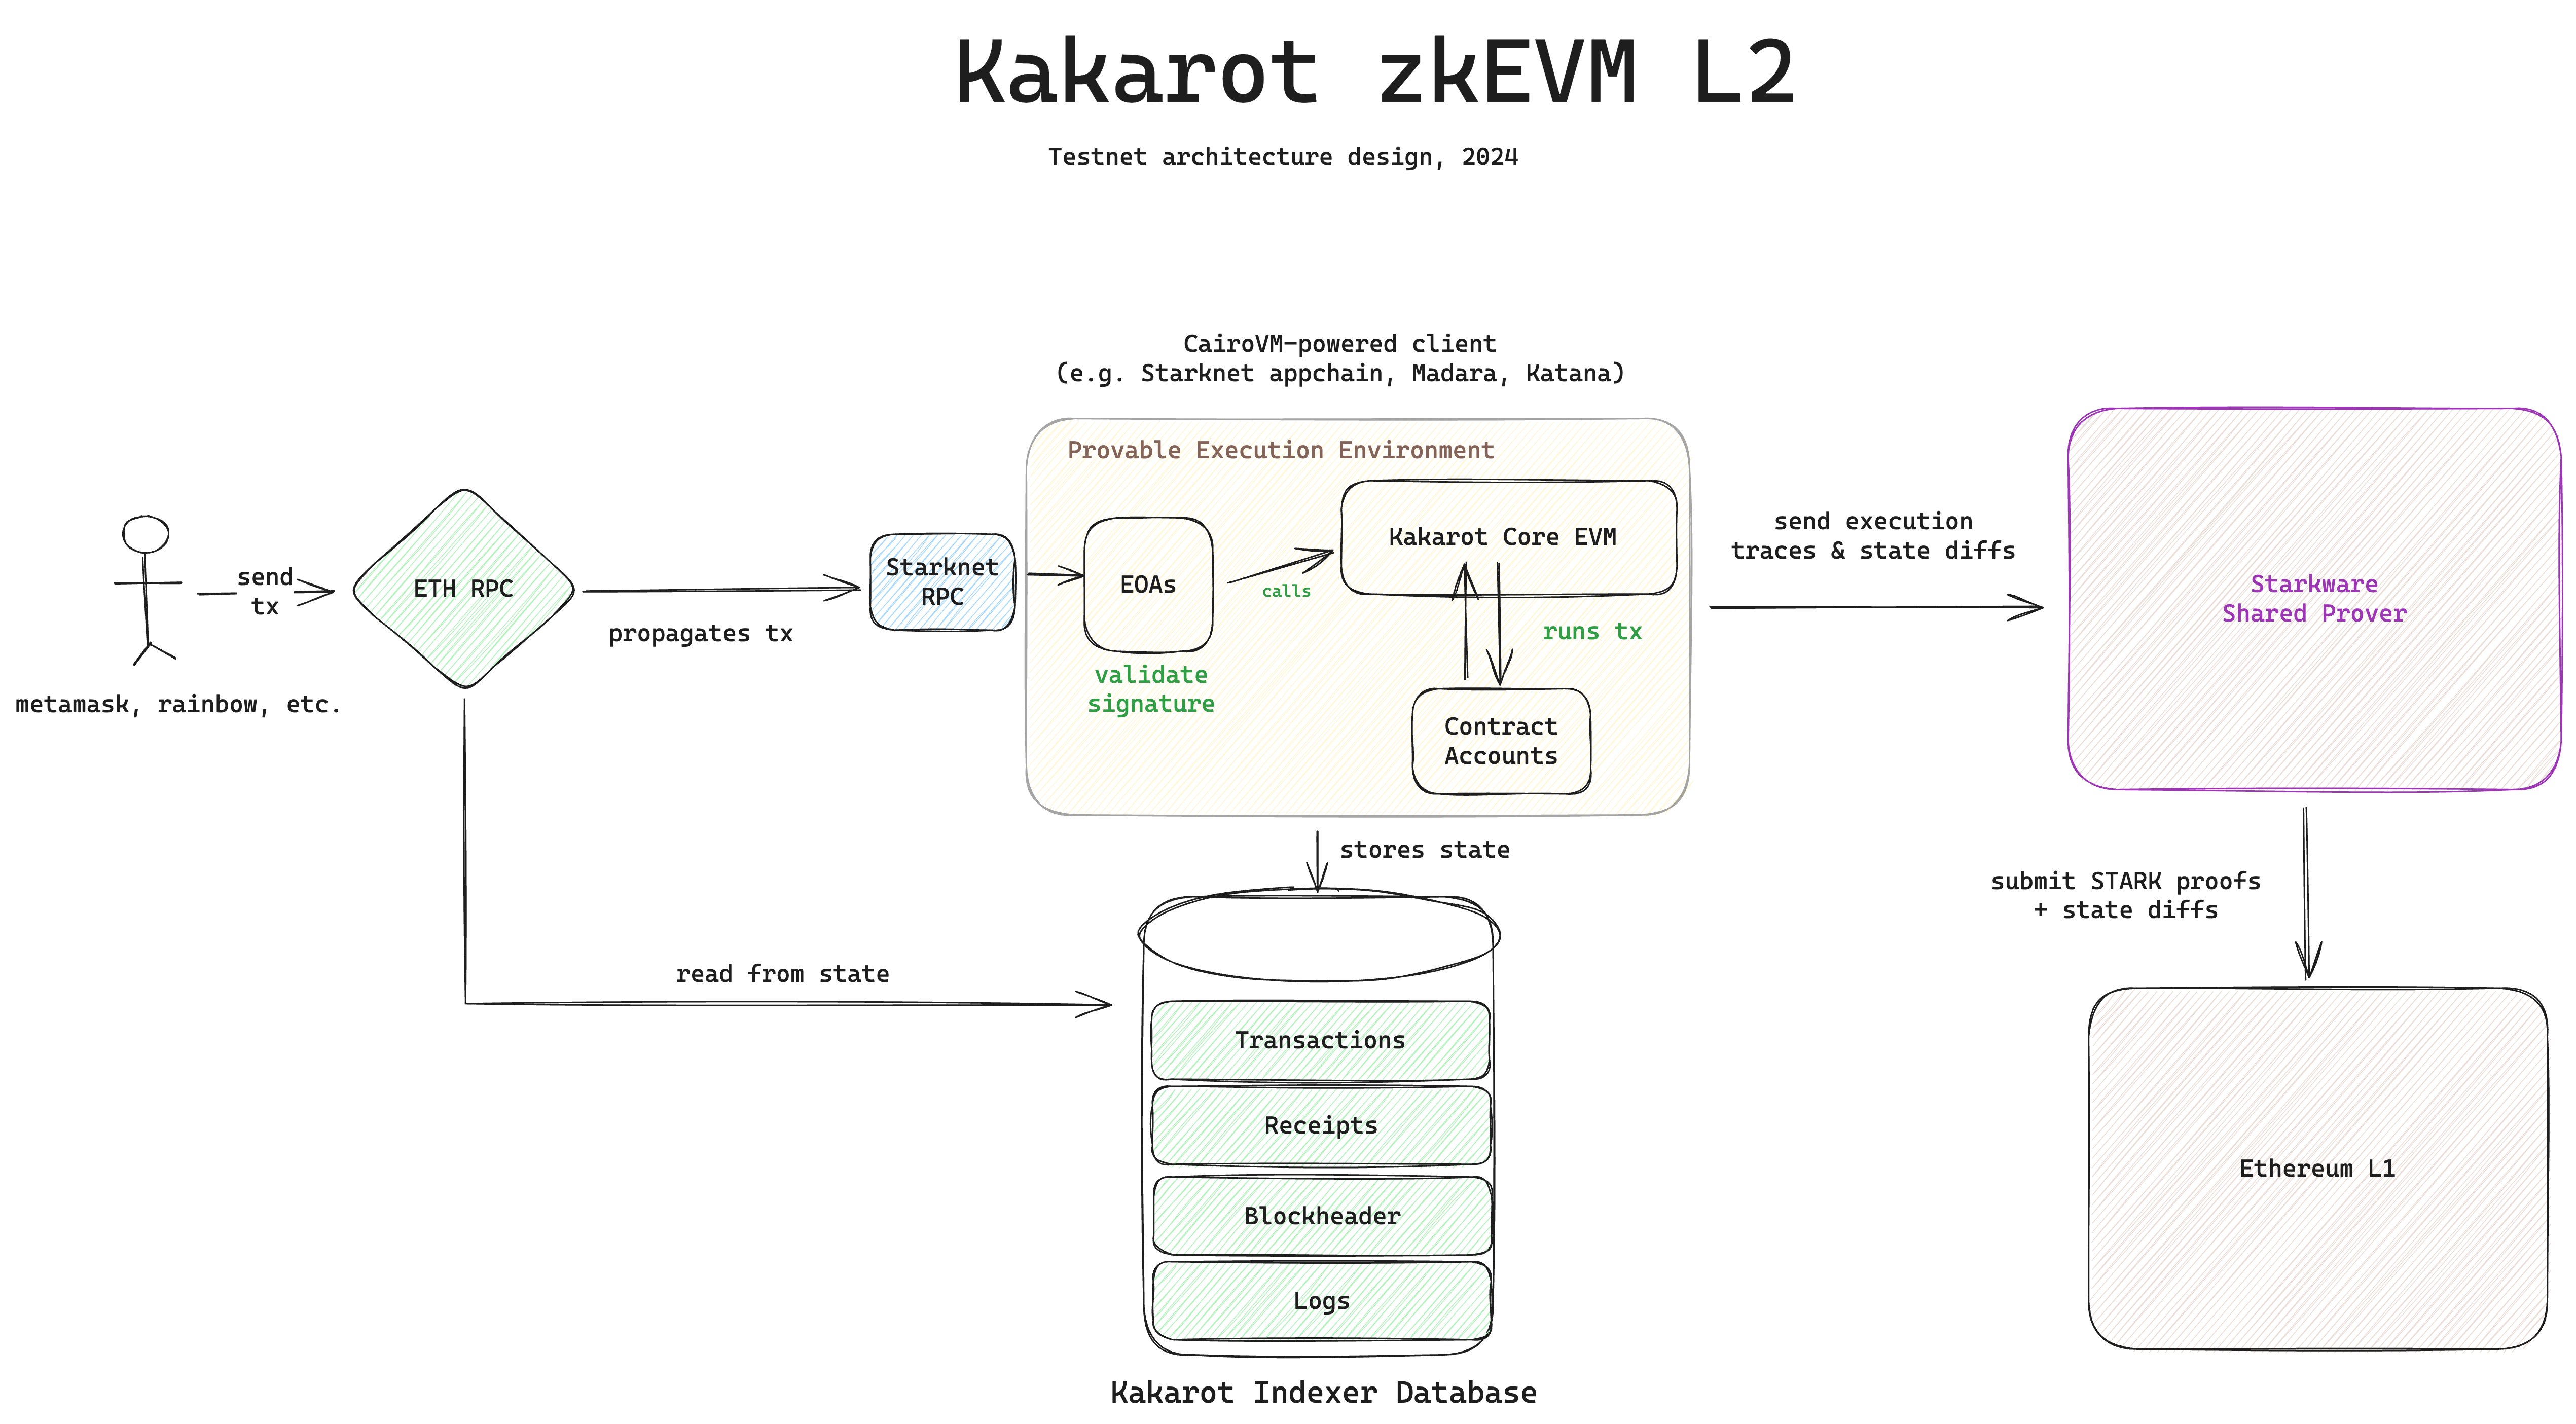 Kakarot zkEVM L2
Testnet architecture design, 2024
CairoVM-powered client
(e.g. Starknet appchain, Madara, Katana)
Provable Execution Environment
send
tx
metamask, rainbow, etc.
ETH RPC
propagates tx
Starknet
RPC
EOAs
validate
signature
calls
Kakarot Core EVM
runs tx
Contract
Accounts
send execution
traces & state diffs
Starkware
Shared Prover
submit STARK proofs
+ state diffs
Ethereum L1
stores state
read from state
Transactions
Receipts
Blockheader
Logs
Kakarot Indexer Database